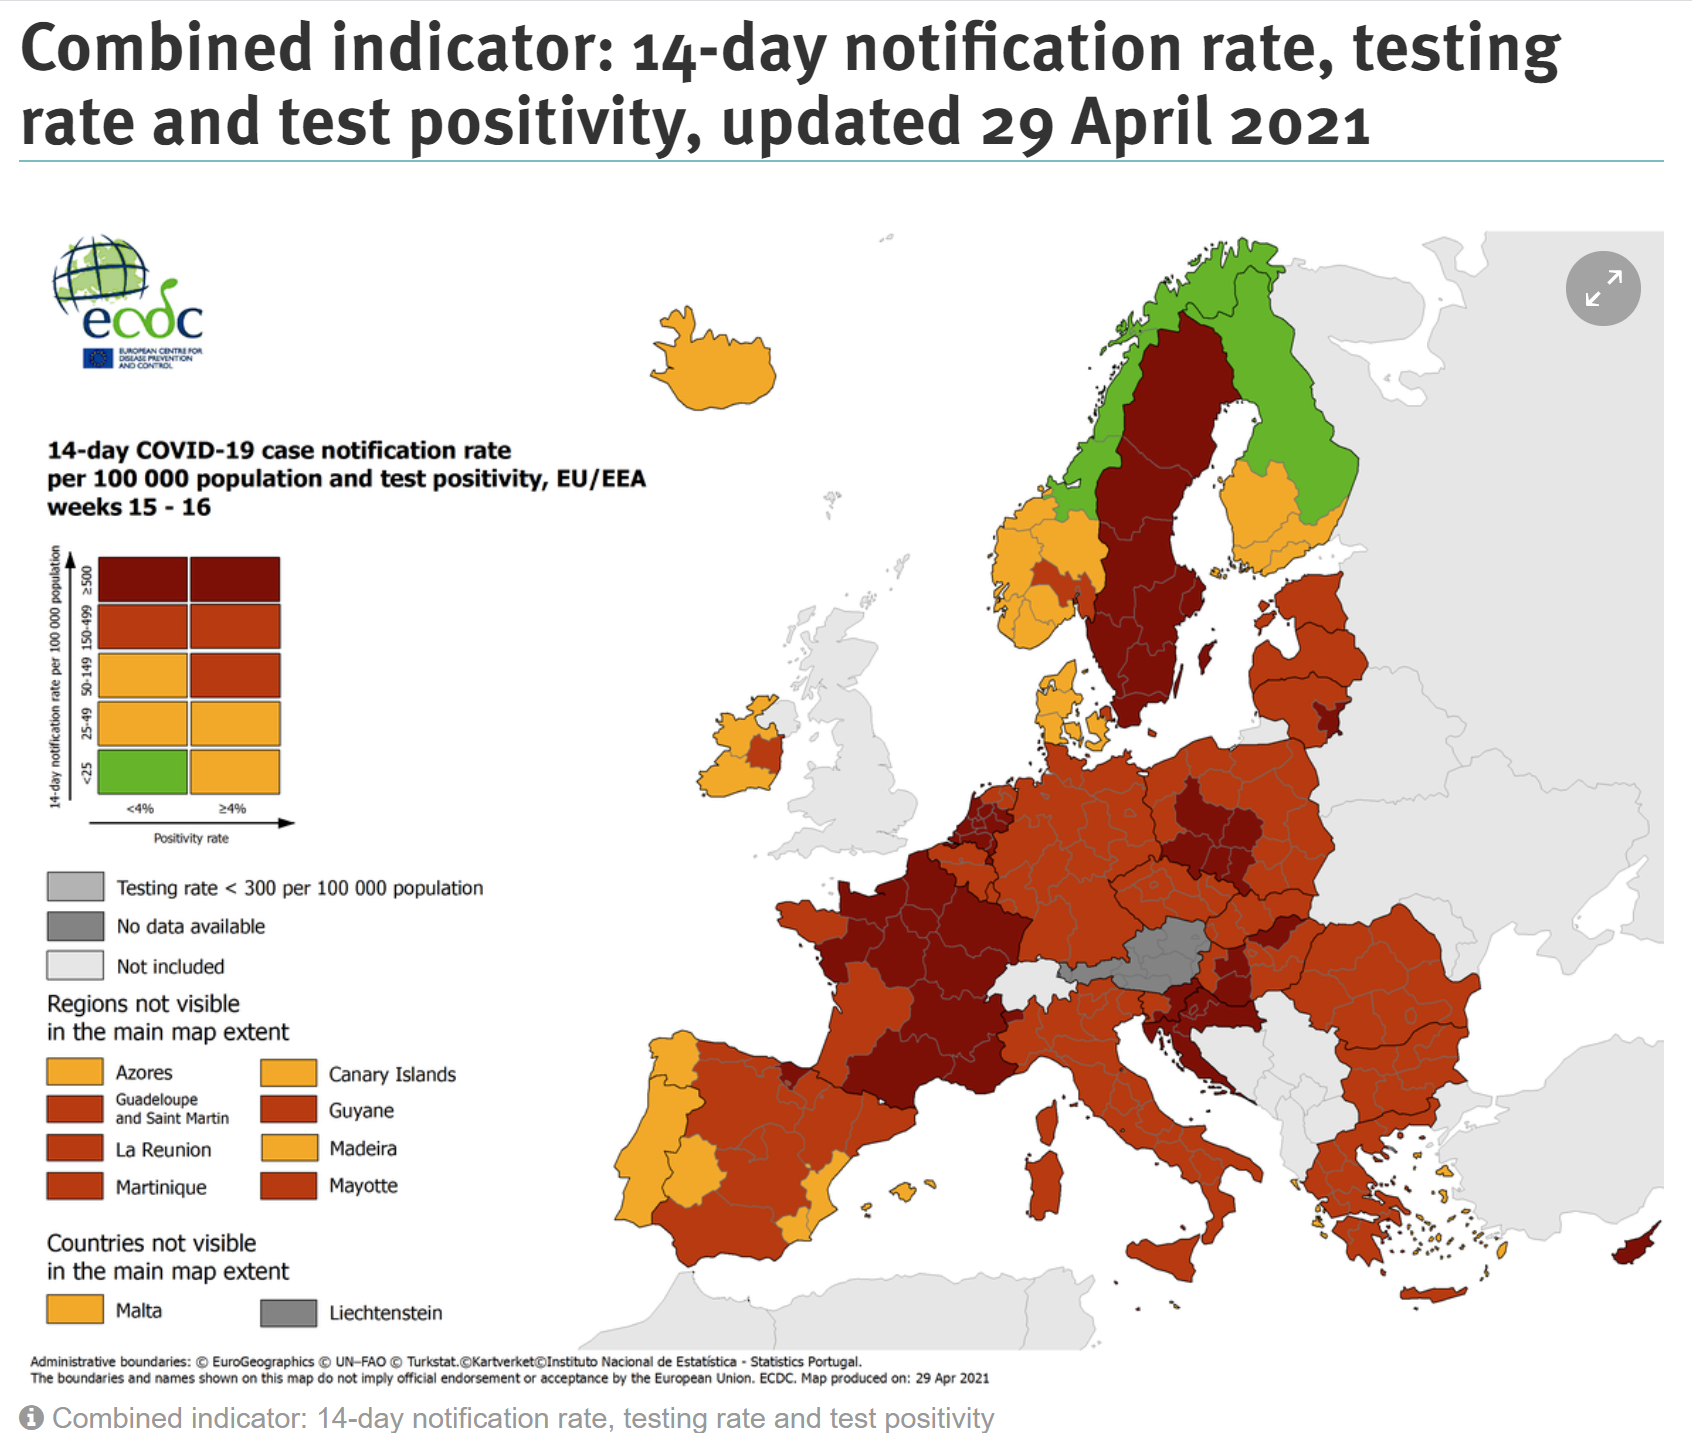 Combined indicator: 14-day notification rate, testing
rate and test positivity, updated 29 April 2021
ecdc
EUROPEAN CENTRE FOR
DISEASE PREVENTION
AND CONTROL
14-day COVID-19 case notification rate
per 100 000 population and test positivity, EU/EEA
weeks 15 - 16
14-day notification rate per 100 000 population
≥500
150-499
50-149
25-49
<25
<4%
≥4%
Positivity rate
Testing rate < 300 per 100 000 population
No data available
Not included
Regions not visible
in the main map extent
Azores
Canary Islands
Guadeloupe
and Saint Martin
Guyane
La Reunion
Madeira
Martinique
Mayotte
Countries not visible
in the main map extent
Malta
Liechtenstein
Administrative boundaries: © EuroGeographics © UN–FAO © Turkstat.©Kartverket©Instituto Nacional de Estatística - Statistics Portugal.
The boundaries and names shown on this map do not imply official endorsement or acceptance by the European Union. ECDC. Map produced on: 29 Apr 2021
Combined indicator: 14-day notification rate, testing rate and test positivity